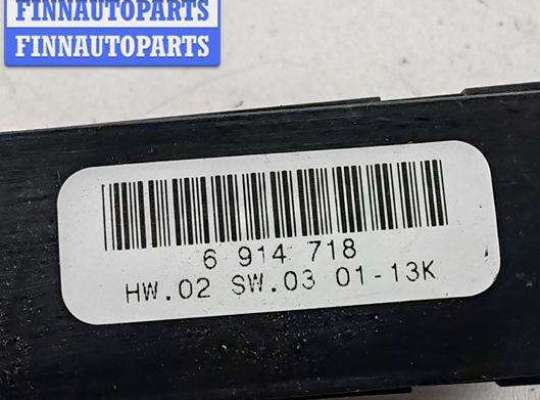 FINNAUTOPARTS
FINNAUTOPARTS
6 914 718
HW.02 SW.03 01-13K